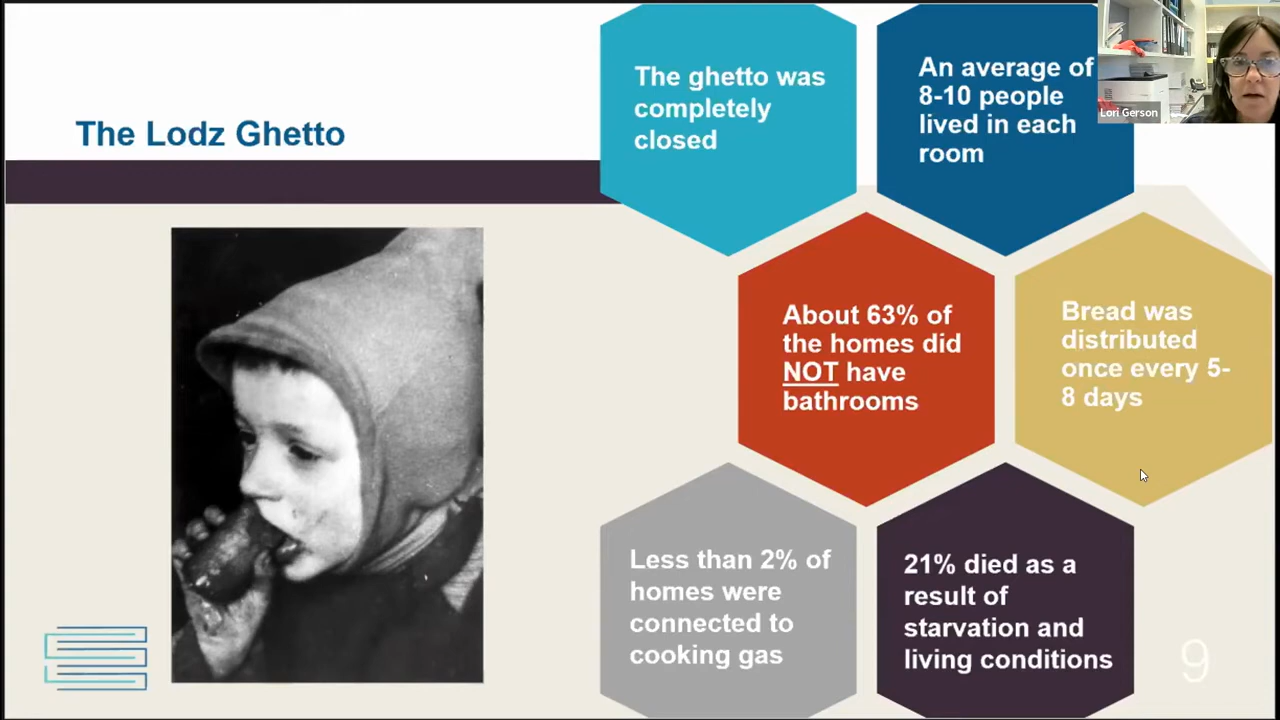 The Lodz Ghetto
The ghetto was
completely
closed
An average of
8-10 people
lived in each
room
Lori Gerson
About 63% of
the homes did
NOT have
bathrooms
Bread was
distributed
once every 5-
8 days
Less than 2% of
homes were
connected to
cooking gas
21% died as a
result of
starvation and
living conditions
9